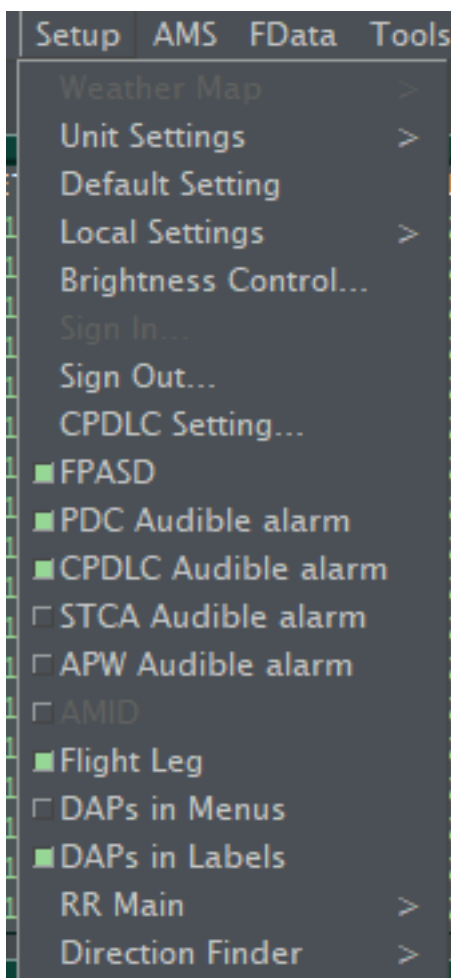 Setup AMS FData Tools
Weather Map >
Unit Settings >
Default Setting
Local Settings >
Brightness Control...
Sign In...
Sign Out...
CPDLC Setting...
FPASD
PDC Audible alarm
CPDLC Audible alarm
STCA Audible alarm
APW Audible alarm
AMID
Flight Leg
DAPs in Menus
DAPs in Labels
RR Main >
Direction Finder >